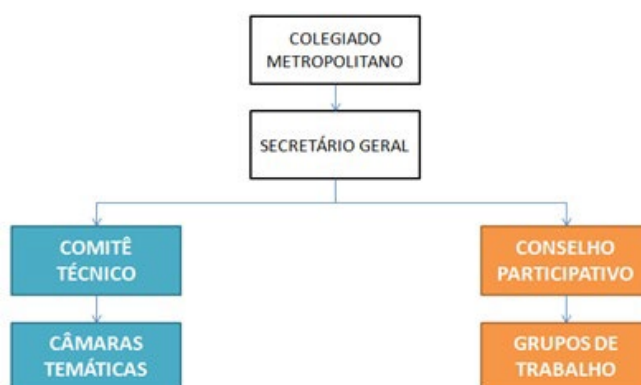 COLEGIADO
METROPOLITANO
SECRETÁRIO GERAL
COMITÊ
TÉCNICO
CONSELHO
PARTICIPATIVO
CÂMARAS
TEMÁTICAS
GRUPOS DE
TRABALHO